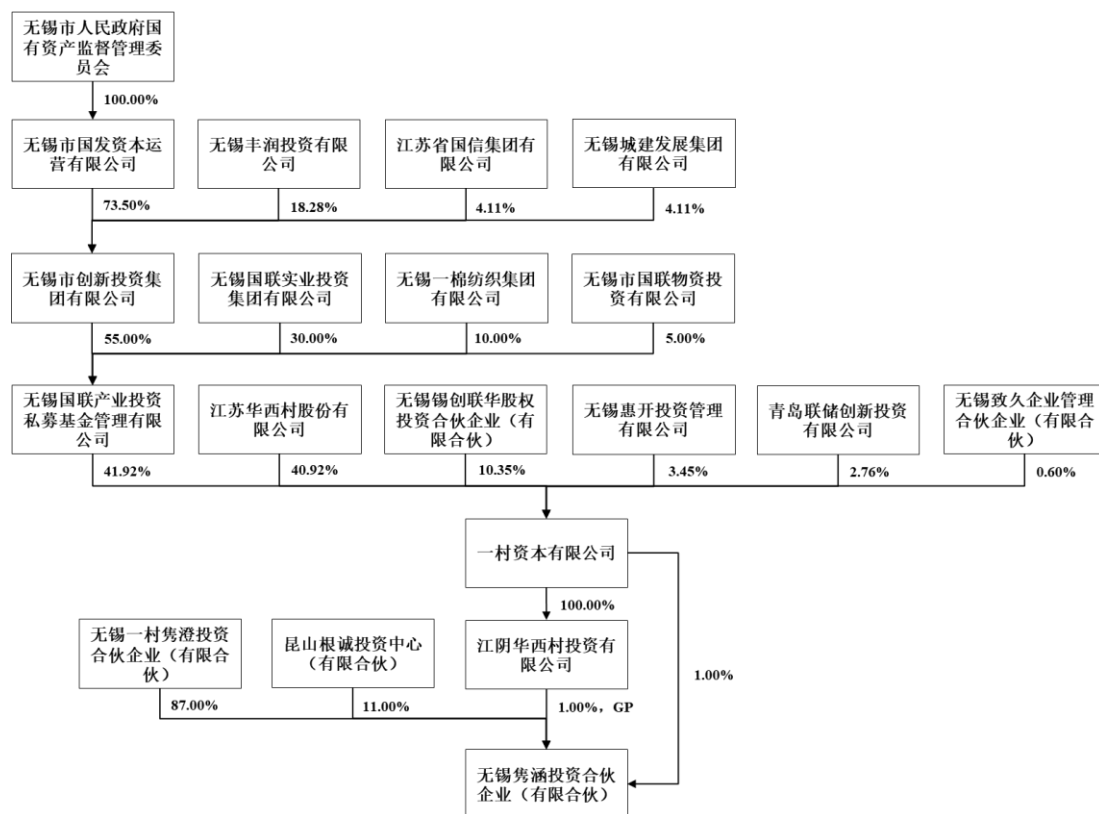 无锡市人民政府国
有资产监督管理委
员会
100.00%
无锡市国发资本运
营有限公司
无锡丰润投资有限
公司
江苏省国信集团有
限公司
无锡城建发展集团
有限公司
73.50%
18.28%
4.11%
4.11%
无锡市创新投资集
团有限公司
无锡国联实业投资
集团有限公司
无锡一棉纺织集团
有限公司
无锡市国联物资投
资有限公司
55.00%
30.00%
10.00%
5.00%
无锡国联产业投资
私募基金管理有限
公司
江苏华西村股份有
限公司
无锡锡创联华股权
投资合伙企业（有
限合伙）
无锡惠开投资管理
有限公司
青岛联储创新投资
有限公司
无锡致久企业管理
合伙企业（有限合
伙）
41.92%
40.92%
10.35%
3.45%
2.76%
0.60%
一村资本有限公司
100.00%
无锡一村隽澄投资
合伙企业（有限合
伙）
昆山根诚投资中心
（有限合伙）
江阴华西村投资有
限公司
1.00%
87.00%
11.00%
1.00%，GP
无锡隽涵投资合伙
企业（有限合伙）